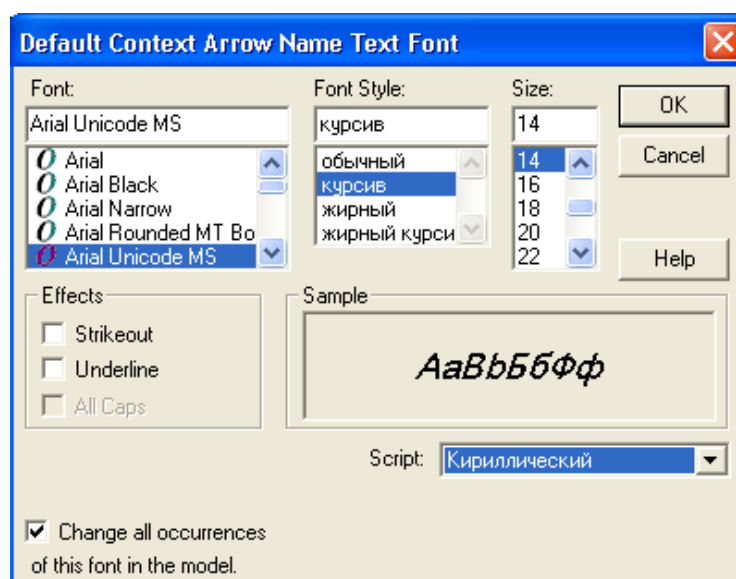 Default Context Arrow Name Text Font
Font:
Font Style:
Size:
Arial Unicode MS
курсив
14
OK
Cancel
Help
Arial
Arial Black
Arial Narrow
Arial Rounded MT Bo
Arial Unicode MS
обычный
курсив
жирный
жирный курси
14
16
18
20
22
Effects
Strikeout
Underline
All Caps
Sample
АаВbБбФф
Script:
Кириллический
Change all occurrences
of this font in the model.